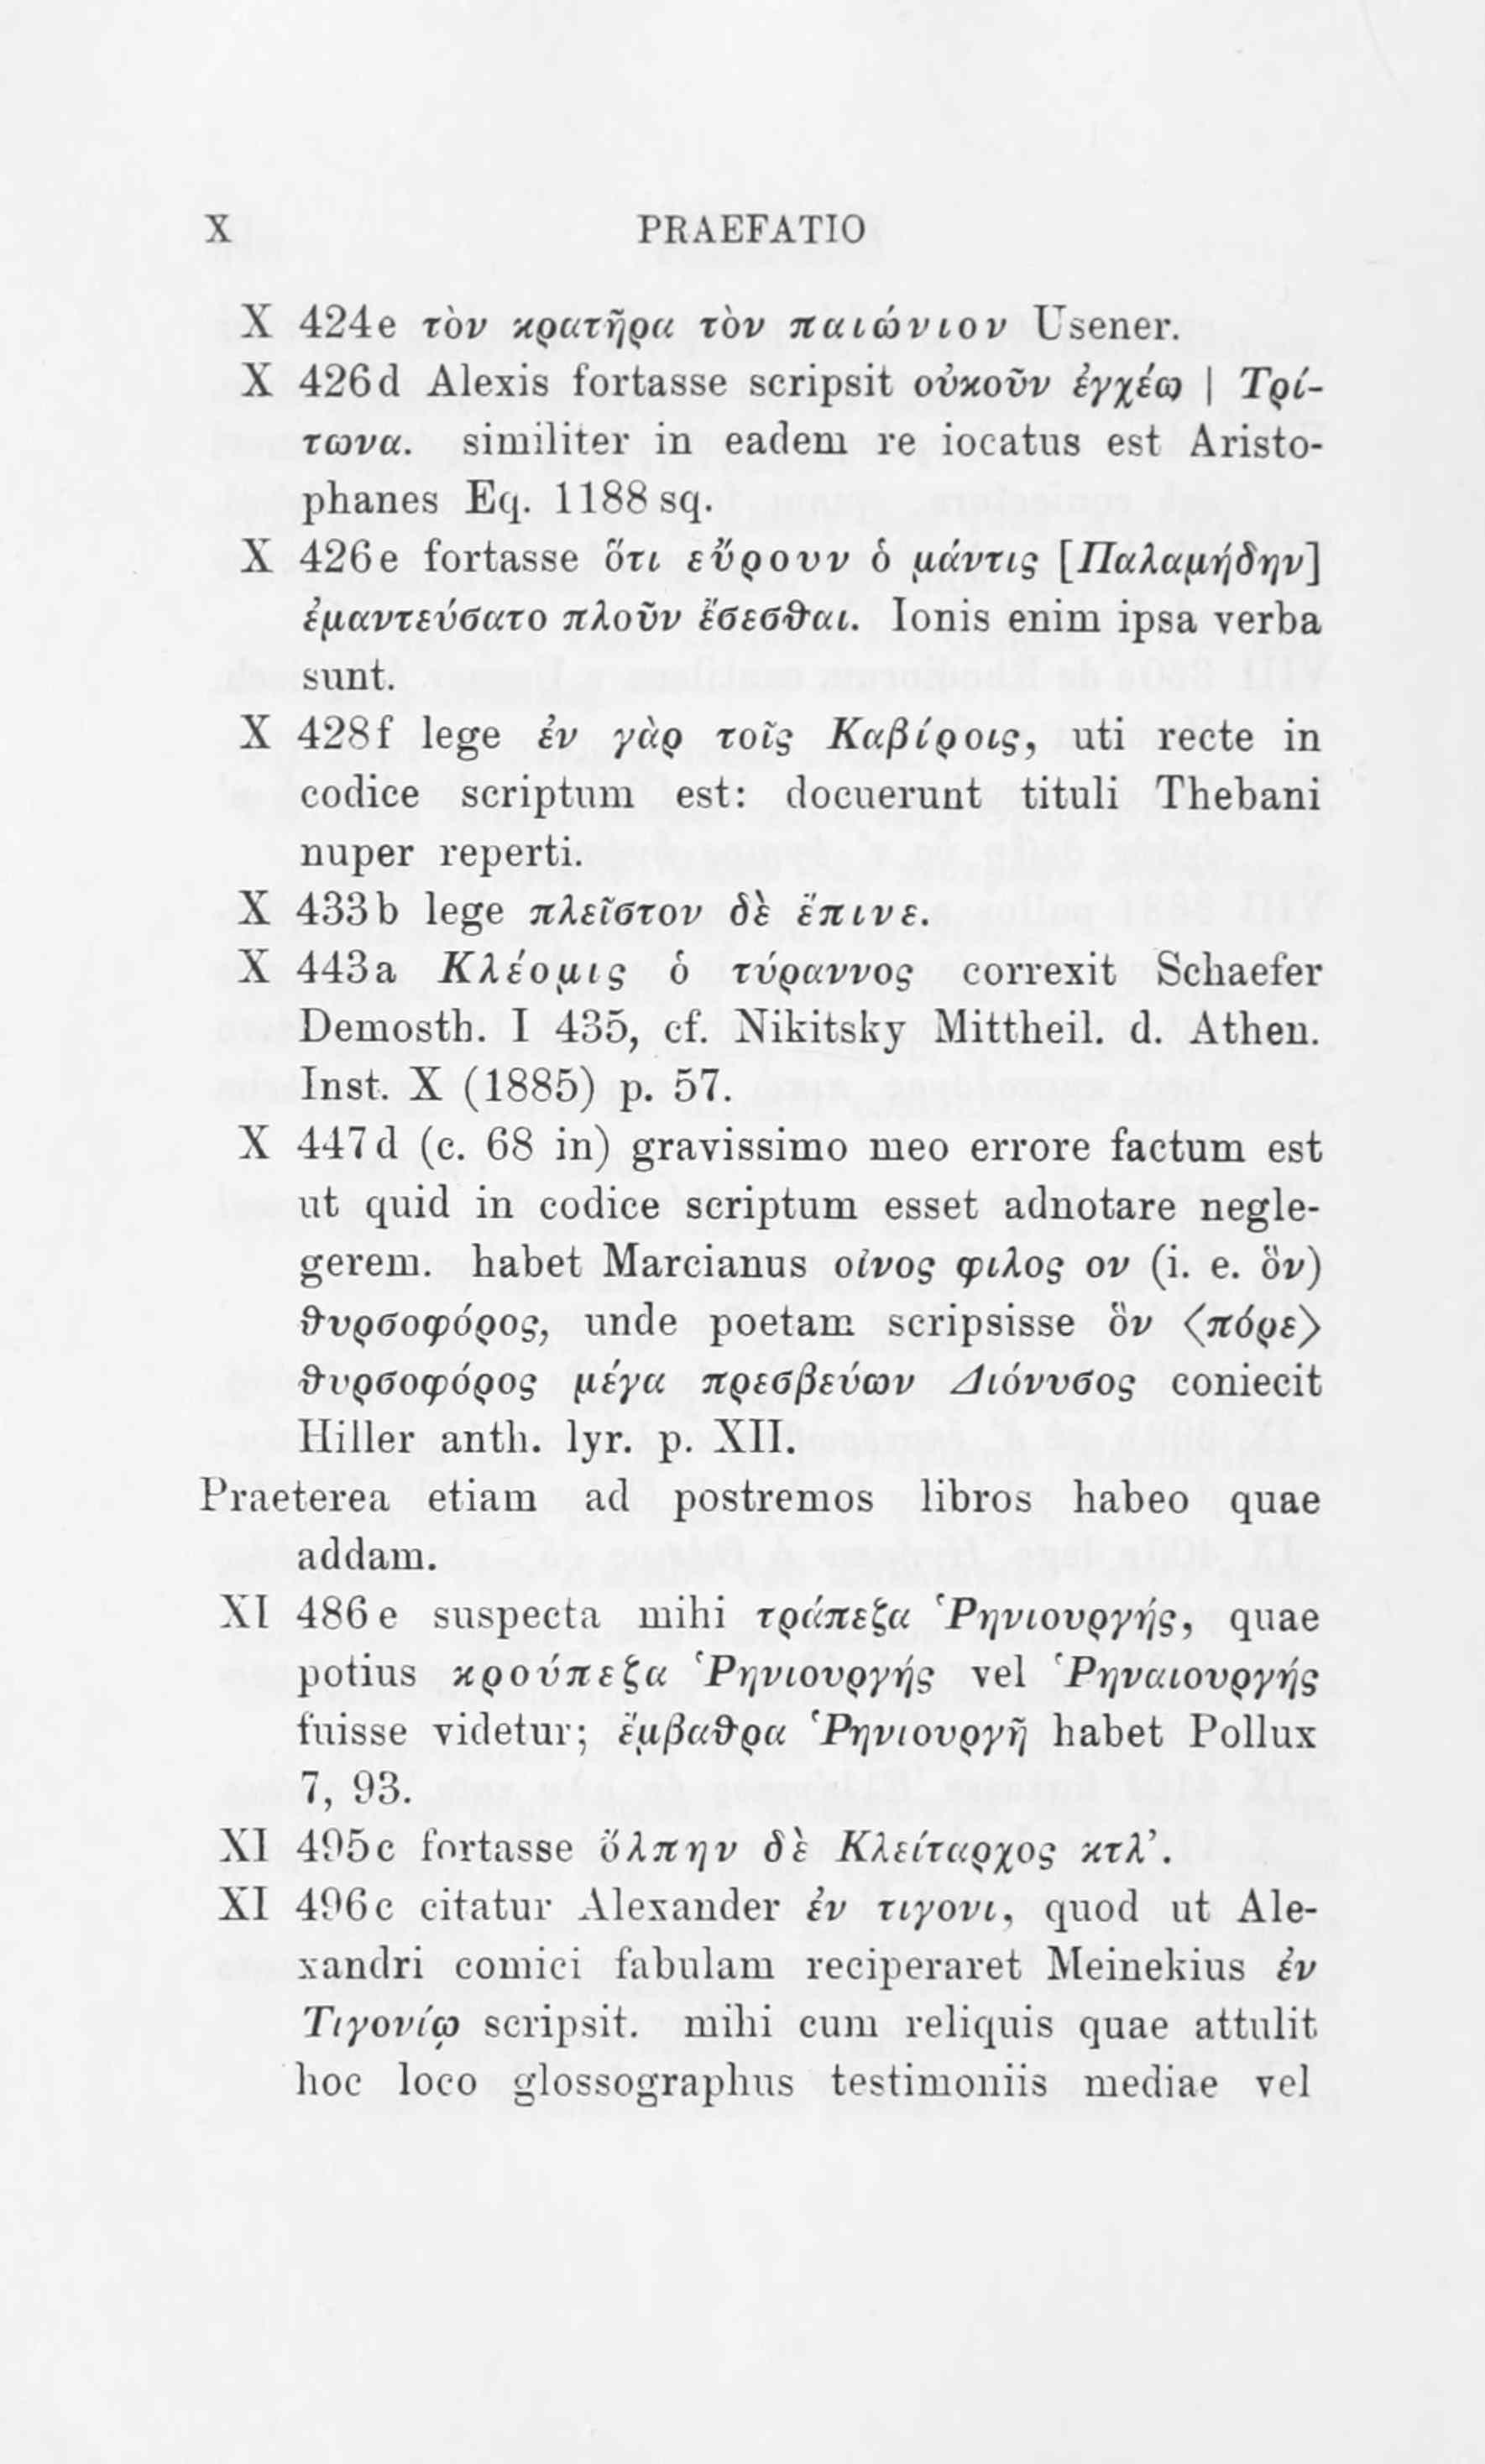 X PRAEFATIO
X 424e τὸν κρατῆρα τὸν παιώνιον Usener.
X 426d Alexis fortasse scripsit οὐκοῦν ἐγχέω | Τρί-
τωνα. similiter in eadem re iocatus est Aristo-
phanes Eq. 1188 sq.
X 426e fortasse ὅτι εὔρουν ὁ μάντις [Παλαμήδην]
ἐμαντεύσατο πλοῦν ἔσεσθαι. Ionis enim ipsa verba
sunt.
X 428f lege ἐν γὰρ τοῖς Καβίροις, uti recte in
codice scriptum est: docuerunt tituli Thebani
nuper reperti.
X 433b lege πλεῖστον δὲ ἔπινε.
X 443a Κλέομις ὁ τύραννος correxit Schaefer
Demosth. I 435, cf. Nikitsky Mittheil. d. Athen.
Inst. X (1885) p. 57.
X 447d (c. 68 in) gravissimo meo errore factum est
ut quid in codice scriptum esset adnotare negle-
gerem. habet Marcianus οἰνος φιλος ον (i. e. ὃν)
θυρσοφόρος, unde poetam scripsisse ὃν ⟨πόρε⟩
θυρσοφόρος μέγα πρεσβεύων Διόνυσος coniecit
Hiller anth. lyr. p. XII.
Praeterea etiam ad postremos libros habeo quae
addam.
XI 486e suspecta mihi τράπεζα Ῥηνιουργής, quae
potius κρούπεζα Ῥηνιουργής vel Ῥηναιουργής
fuisse videtur; ἔμβαθρα Ῥηνιουργῆ habet Pollux
7, 93.
XI 495c fortasse ὄλπην δὲ Κλείταρχος κτλ’.
XI 496c citatur Alexander ἐν τιγονι, quod ut Ale-
xandri comici fabulam reciperaret Meinekius ἐν
Τιγονίῳ scripsit. mihi cum reliquis quae attulit
hoc loco glossographus testimoniis mediae vel